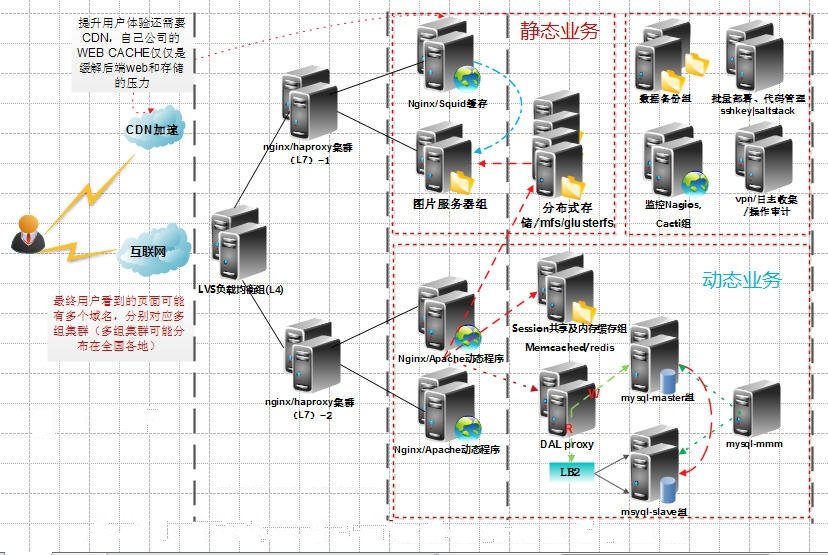 提升用户体验还需要
CDN，自己公司的
WEB CACHE仅仅是
缓解后端web和存储
的压力
CDN加速
互联网
最终用户看到的页面可能
有多个域名，分别对应多
组集群（多组集群可能分
布在全国各地）
LVS负载均衡组(L4)
nginx/haproxy集群
（L7）-1
nginx/haproxy集群
（L7）-2
静态业务
Nginx/Squid缓存
图片服务器组
分布式存
储/mfs/glusterfs
数据备份组
批量部署、代码管理
sshkey|saltstack
监控Nagios,
Cacti组
vpn/日志收集
/操作审计
动态业务
Nginx/Apache动态程序
Session共享及内存缓存组
Memcached/redis
Nginx/Apache动态程序
W
R
DAL proxy
LB2
mysql-master组
mysql-mmm
msyql-slave组